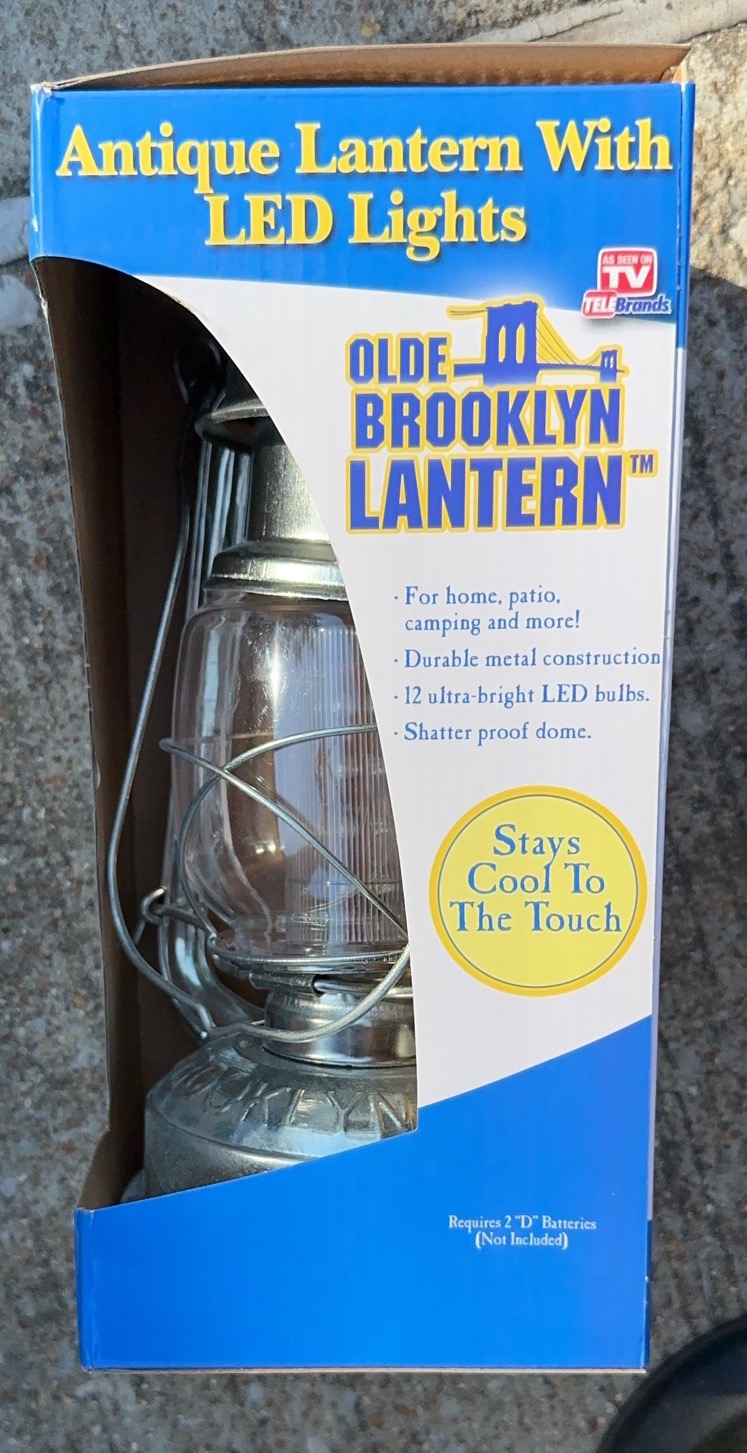 Antique Lantern With
LED Lights
AS SEEN ON
TV
TELEBrands
OLDE
BROOKLYN
LANTERN™
· For home, patio,
camping and more!
· Durable metal construction
· 12 ultra-bright LED bulbs.
· Shatter proof dome.
Stays
Cool To
The Touch
Requires 2 "D" Batteries
(Not Included)